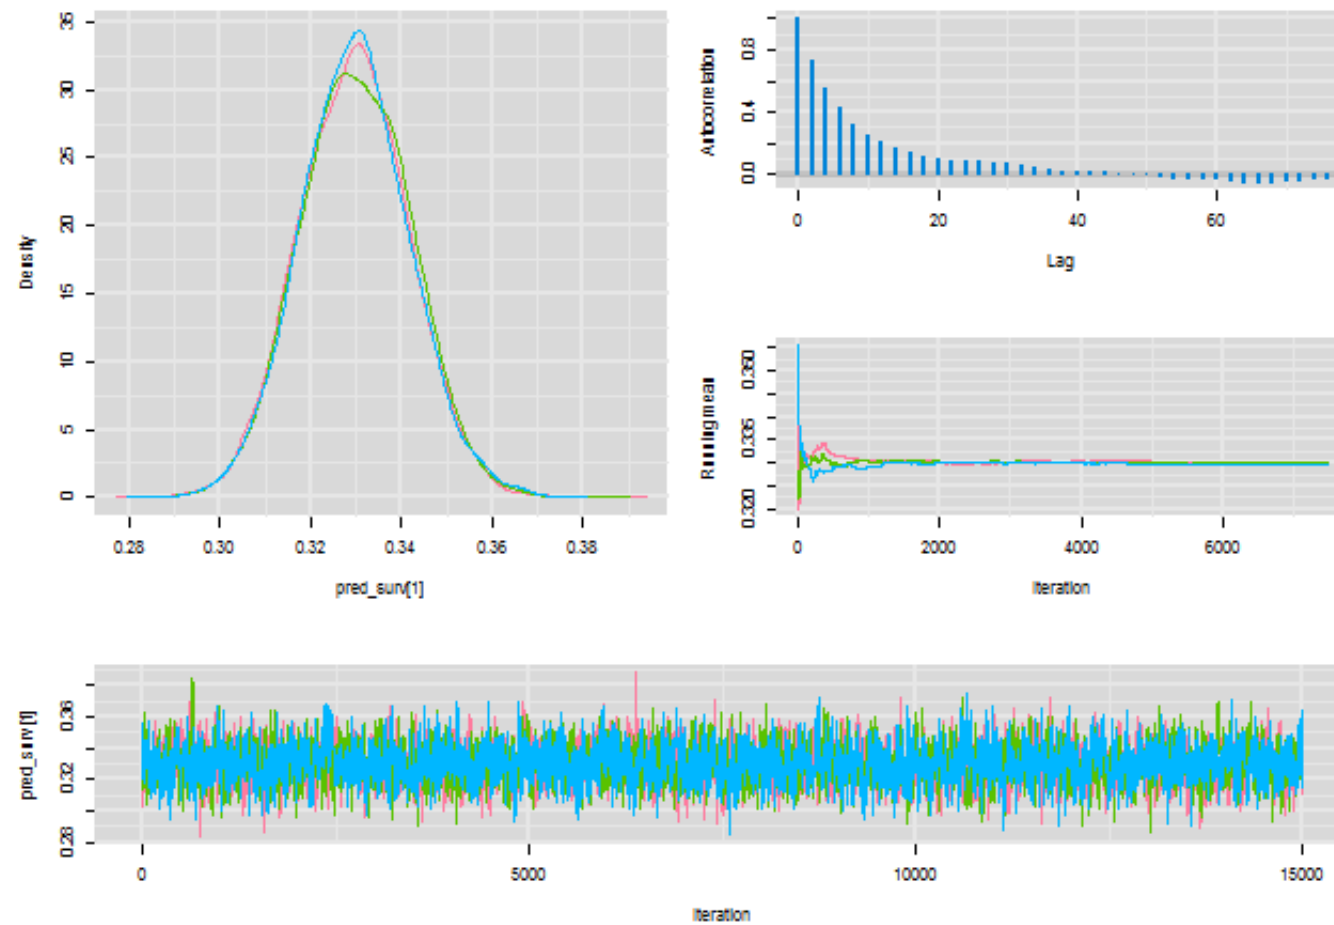 Density
0 5 10 15 20 25 30 35
0.28 0.30 0.32 0.34 0.36 0.38
pred_surv[1]
Autocorrelation
0.0 0.4 0.8
0 20 40 60
Lag
Running mean
0.320 0.335 0.350
0 2000 4000 6000
Iteration
pred_surv[1]
0.28 0.32 0.36
0 5000 10000 15000
Iteration